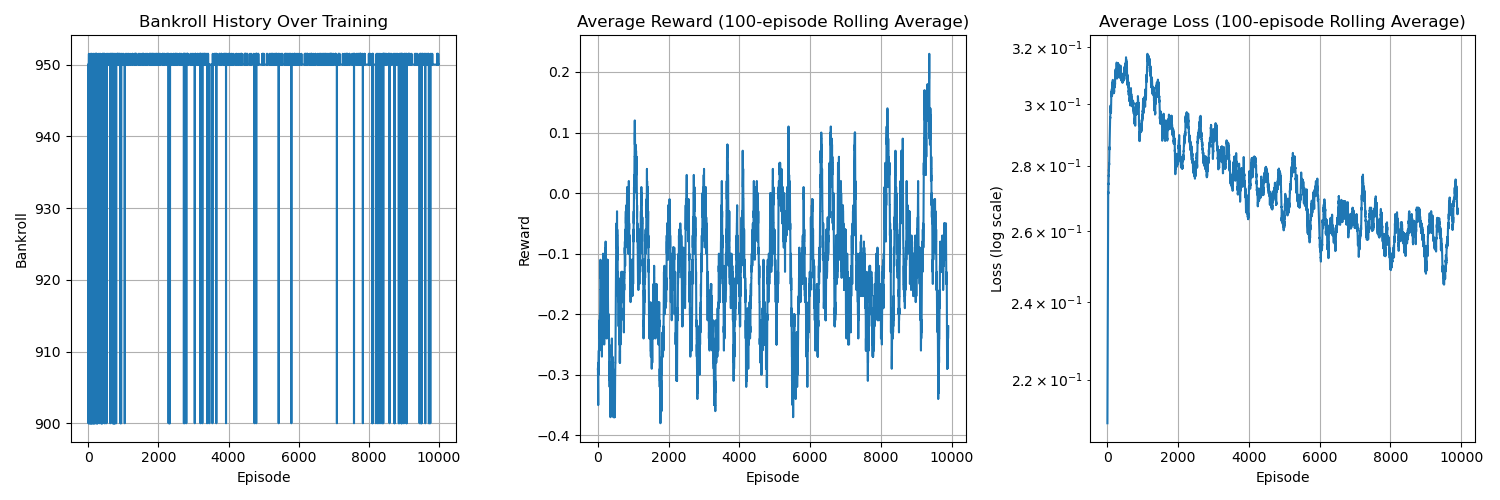 Bankroll History Over Training
Bankroll
950
940
930
920
910
900
0 2000 4000 6000 8000 10000
Episode
Average Reward (100-episode Rolling Average)
Reward
0.2
0.1
0.0
−0.1
−0.2
−0.3
−0.4
0 2000 4000 6000 8000 10000
Episode
Average Loss (100-episode Rolling Average)
Loss (log scale)
3.2 × 10⁻¹
3 × 10⁻¹
2.8 × 10⁻¹
2.6 × 10⁻¹
2.4 × 10⁻¹
2.2 × 10⁻¹
0 2000 4000 6000 8000 10000
Episode